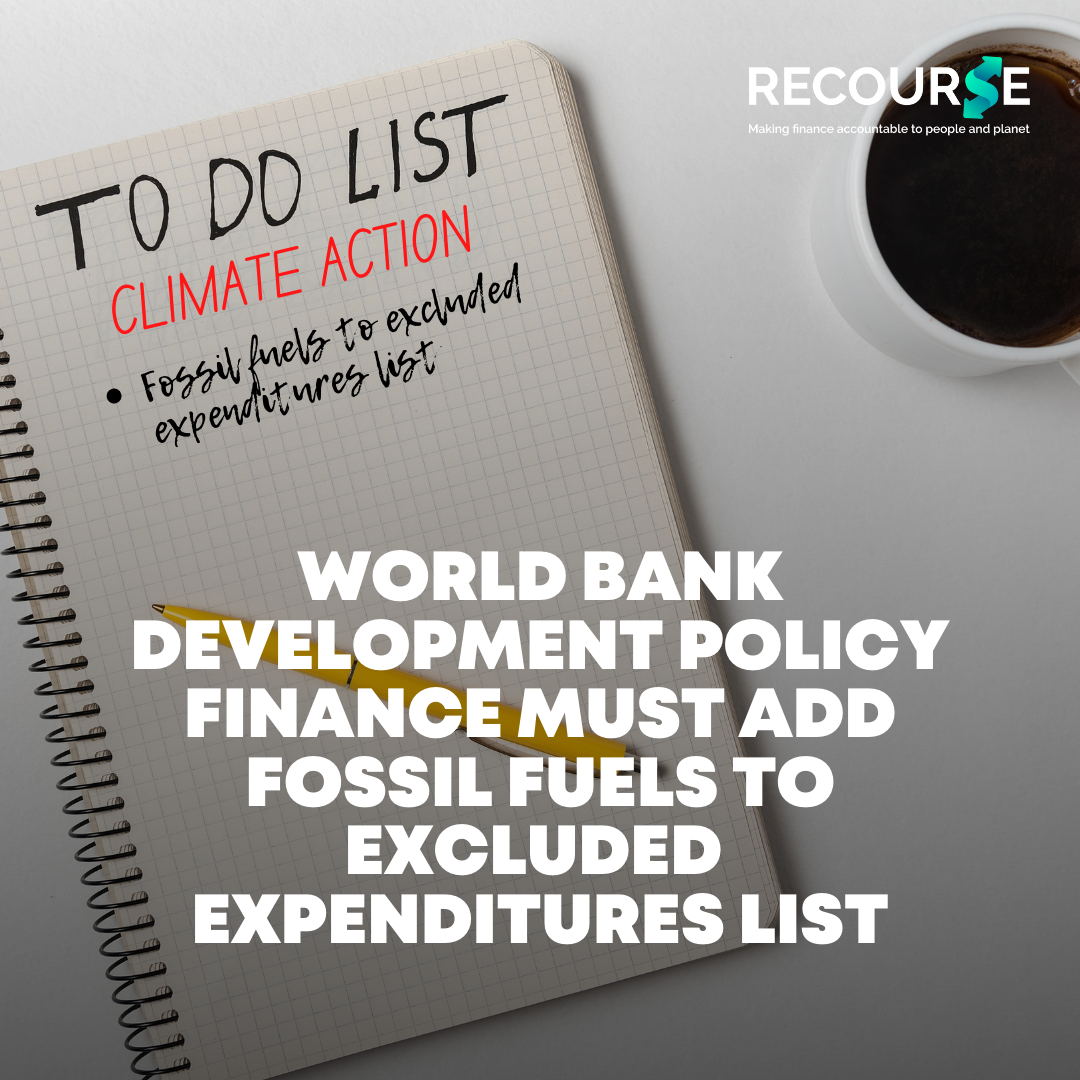 RECOURSE
Making finance accountable to people and planet
TO DO LIST
CLIMATE ACTION
• Fossil fuels to excluded
expenditures list
WORLD BANK
DEVELOPMENT POLICY
FINANCE MUST ADD
FOSSIL FUELS TO
EXCLUDED
EXPENDITURES LIST